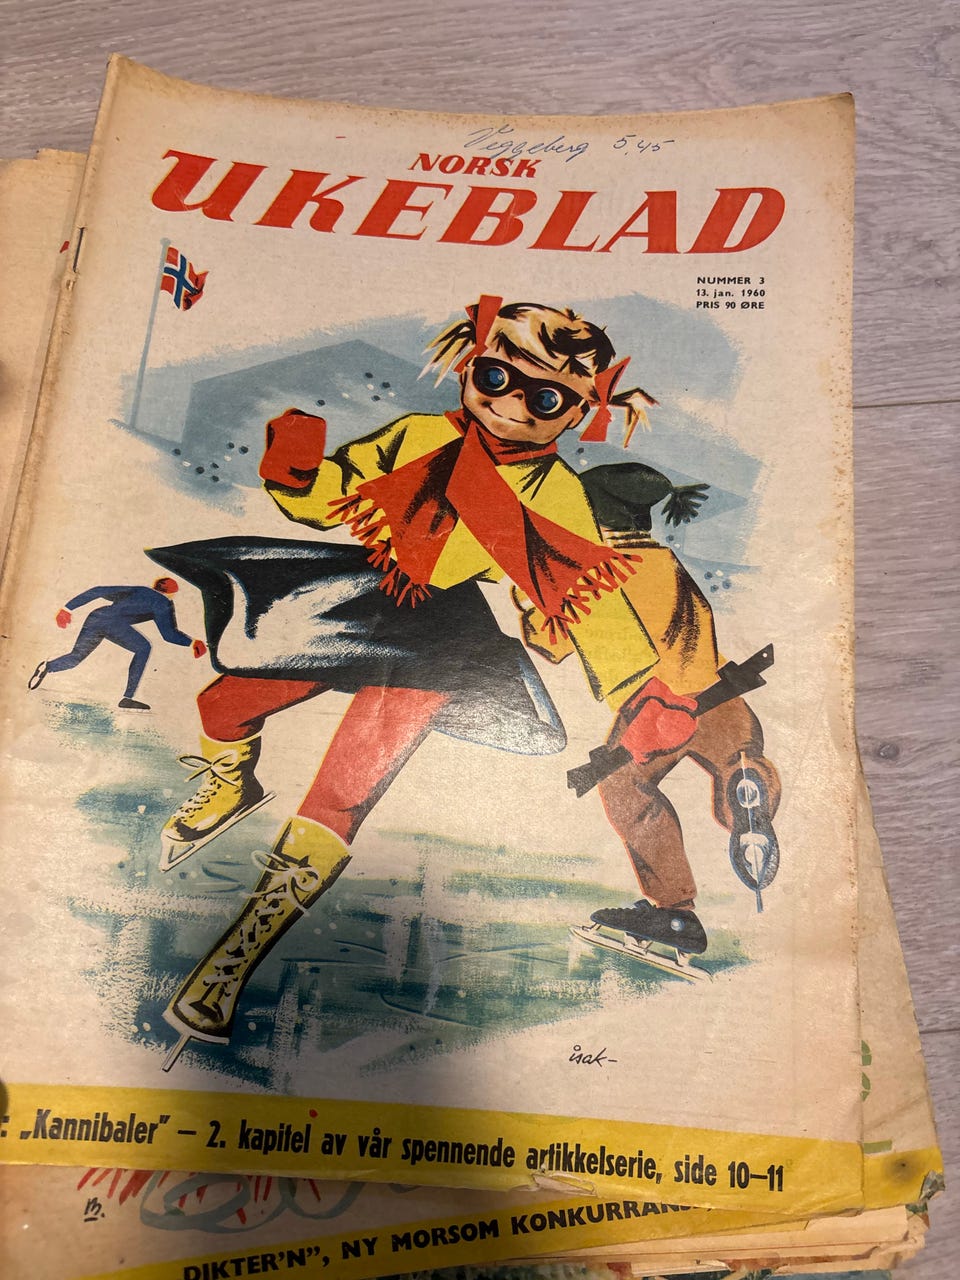 Veggeberg 5.45
NORSK
UKEBLAD
NUMMER 3
13. jan. 1960
PRIS 90 ØRE
isak-
: „Kannibaler” — 2. kapitel av vår spennende artikkelserie, side 10—11
DIKTER'N”, NY MORSOM KONKURRAN